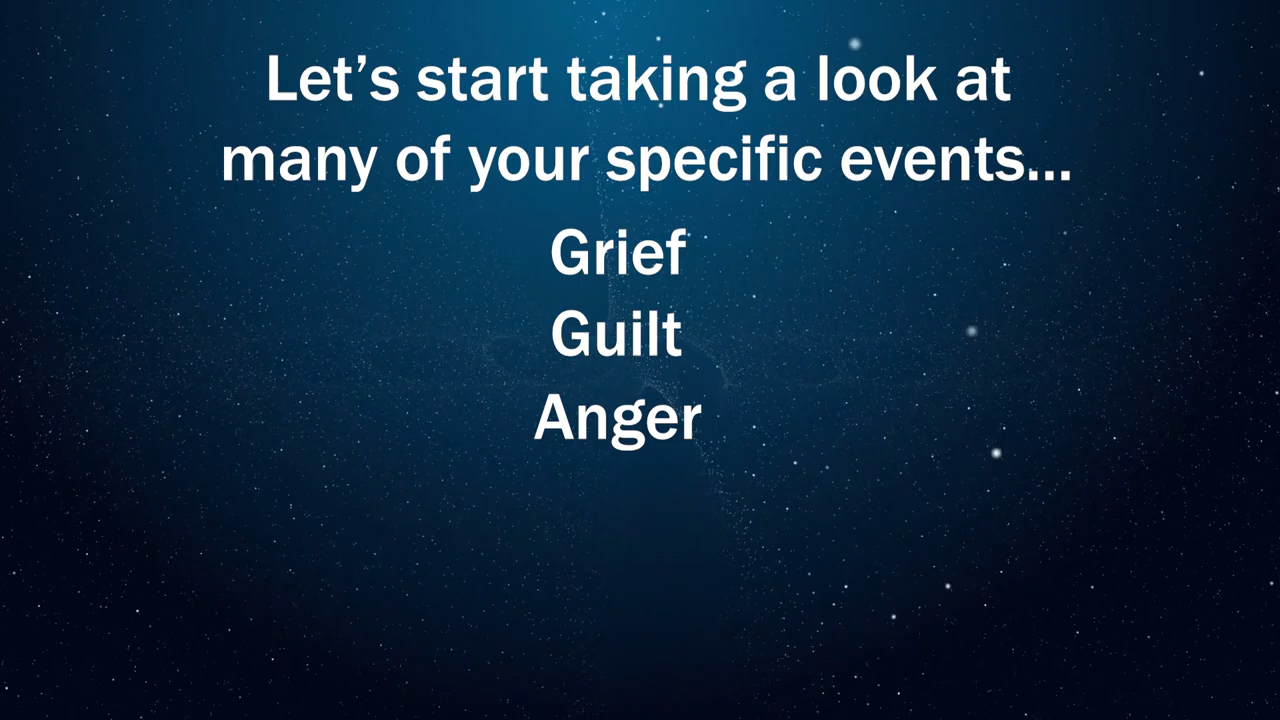 Let’s start taking a look at
many of your specific events...
Grief
Guilt
Anger